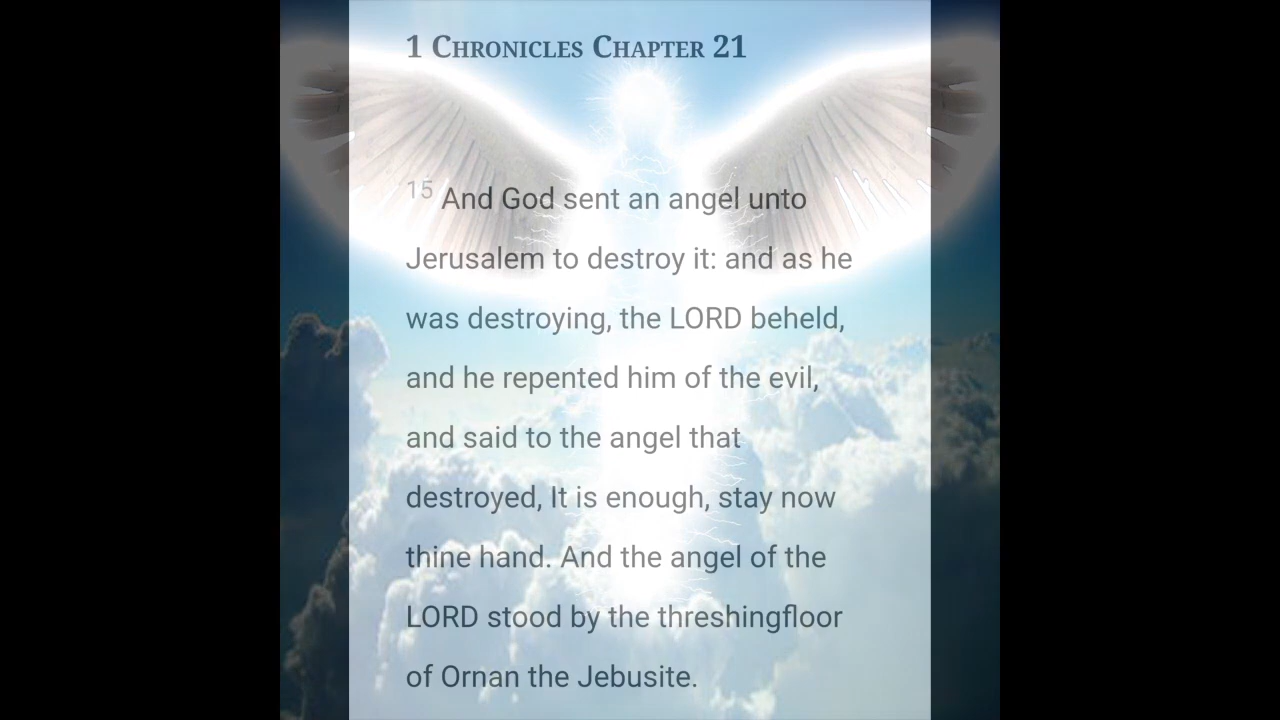 1 Chronicles Chapter 21
15 And God sent an angel unto
Jerusalem to destroy it: and as he
was destroying, the LORD beheld,
and he repented him of the evil,
and said to the angel that
destroyed, It is enough, stay now
thine hand. And the angel of the
LORD stood by the threshingfloor
of Ornan the Jebusite.